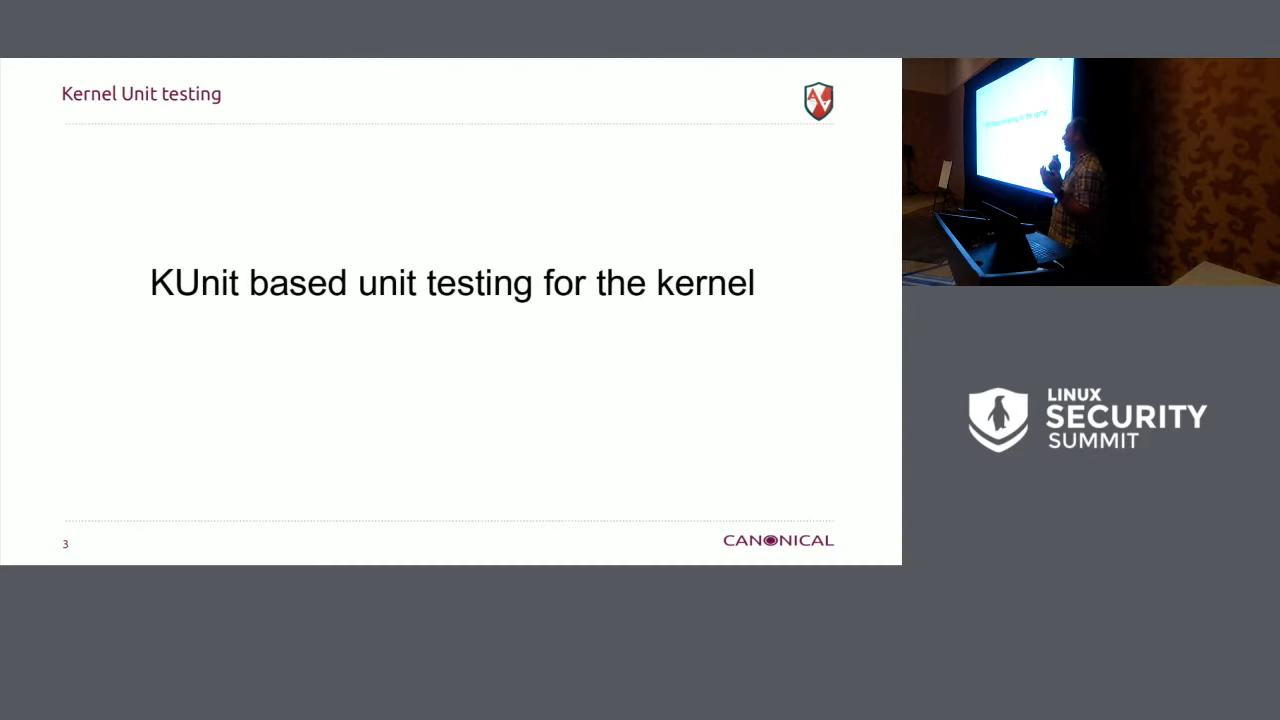 Kernel Unit testing
KUnit based unit testing for the kernel
3
CANONICAL
LINUX
SECURITY
SUMMIT